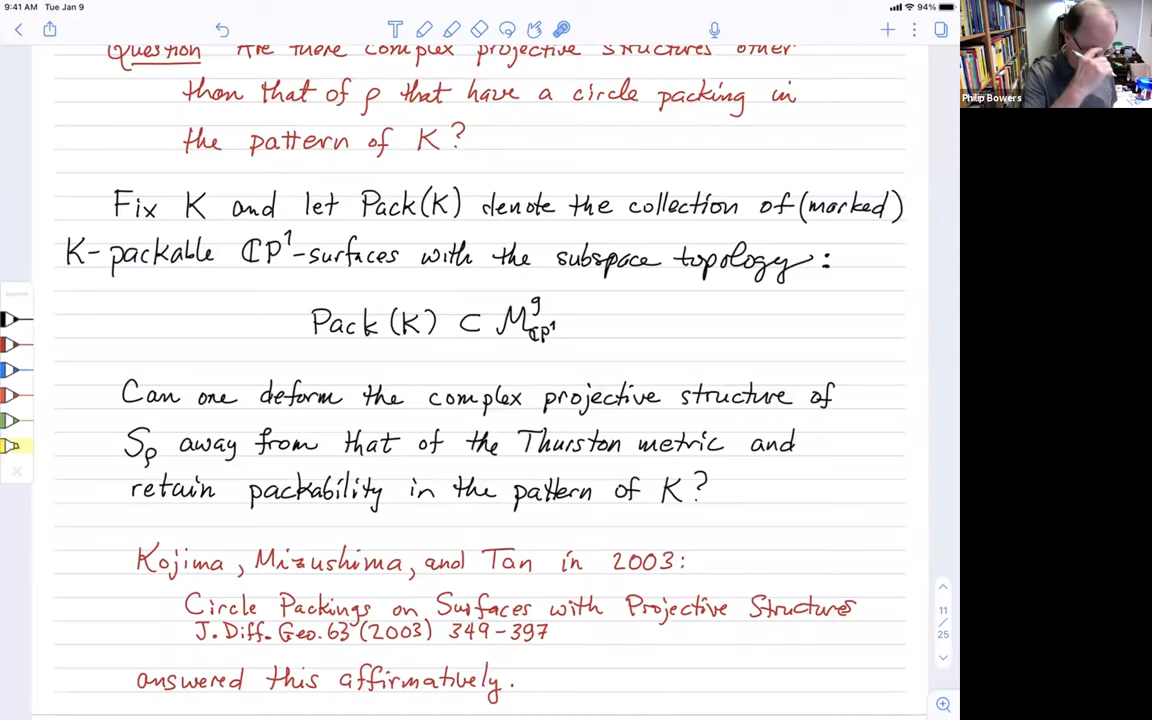 9:41 AM Tue Jan 9
94%
Question Are there complex projective structures other
than that of ρ that have a circle packing in
the pattern of K?
Fix K and let Pack(K) denote the collection of (marked)
K-packable ℂP¹-surfaces with the subspace topology:
Pack(K) ⊂ M^g_ℂP¹
Can one deform the complex projective structure of
S_ρ away from that of the Thurston metric and
retain packability in the pattern of K?
Kojima, Mizushima, and Tan in 2003:
Circle Packings on Surfaces with Projective Structures
J. Diff. Geo. 63 (2003) 349-397
answered this affirmatively.
11
/
25
Philip Bowers